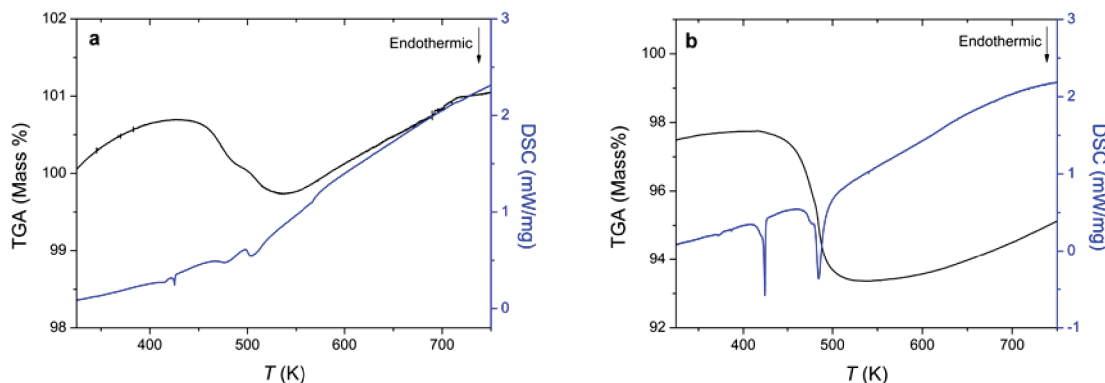 a
Endothermic
TGA (Mass %)
102
101
100
99
98
400
500
600
700
T (K)
3
2
1
0
DSC (mW/mg)
b
Endothermic
TGA (Mass%)
100
98
96
94
92
400
500
600
700
T (K)
3
2
1
0
-1
DSC (mW/mg)